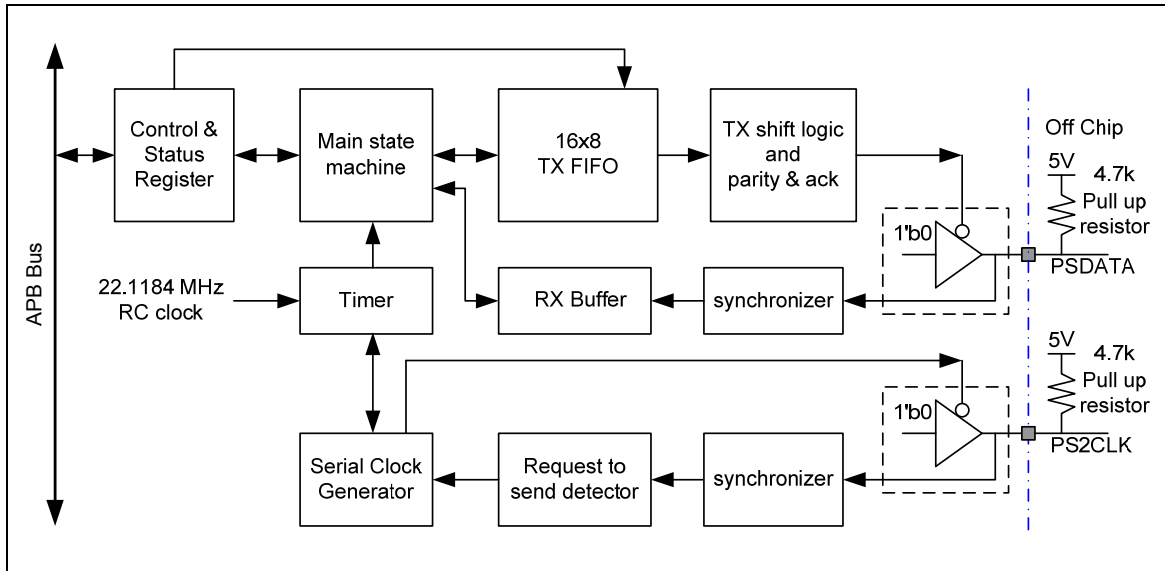 APB Bus
Control &
Status
Register
Main state
machine
16x8
TX FIFO
TX shift logic
and
parity & ack
Off Chip
5V
4.7k
Pull up
resistor
1'b0
PSDATA
22.1184 MHz
RC clock
Timer
RX Buffer
synchronizer
5V
4.7k
Pull up
resistor
1'b0
PS2CLK
Serial Clock
Generator
Request to
send detector
synchronizer